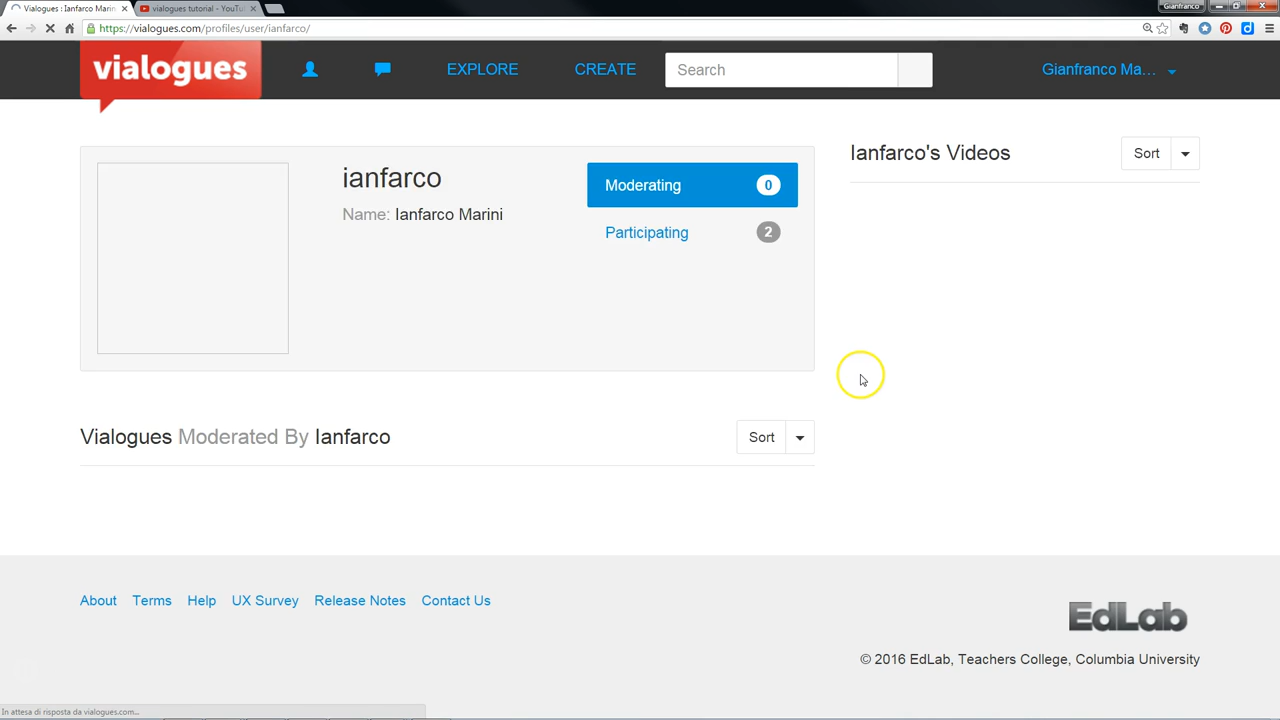 Vialogues : Ianfarco Marin
vialogues tutorial - YouTu
Gianfranco
https://vialogues.com/profiles/user/ianfarco/
vialogues
EXPLORE
CREATE
Search
Gianfranco Ma...
ianfarco
Name: Ianfarco Marini
Moderating 0
Participating 2
Ianfarco's Videos
Sort
Vialogues Moderated By Ianfarco
Sort
About Terms Help UX Survey Release Notes Contact Us
EdLab
© 2016 EdLab, Teachers College, Columbia University
In attesa di risposta da vialogues.com...